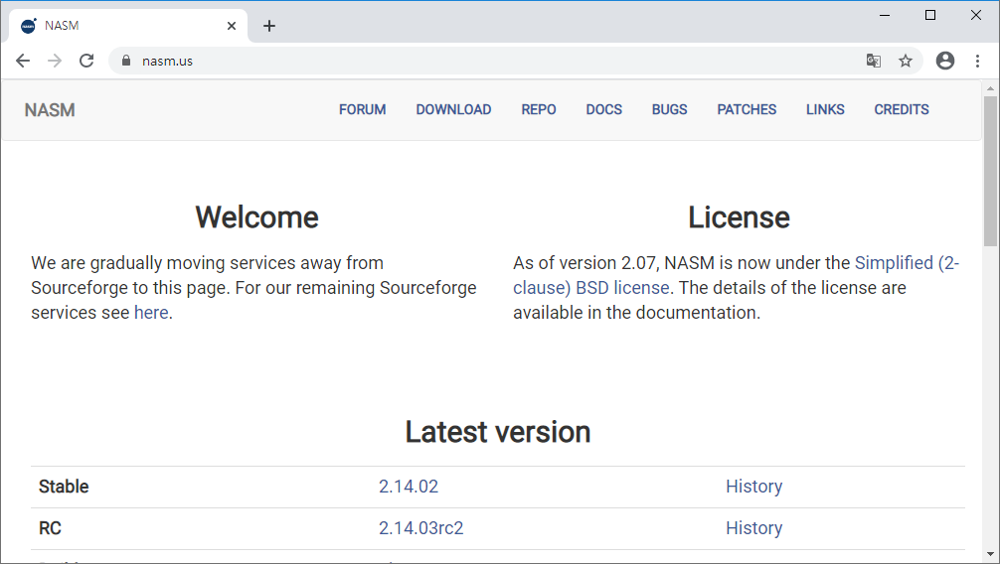 NASM
nasm.us
NASM FORUM DOWNLOAD REPO DOCS BUGS PATCHES LINKS CREDITS
Welcome
We are gradually moving services away from
Sourceforge to this page. For our remaining Sourceforge
services see here.
License
As of version 2.07, NASM is now under the Simplified (2-
clause) BSD license. The details of the license are
available in the documentation.
Latest version
Stable 2.14.02 History
RC 2.14.03rc2 History